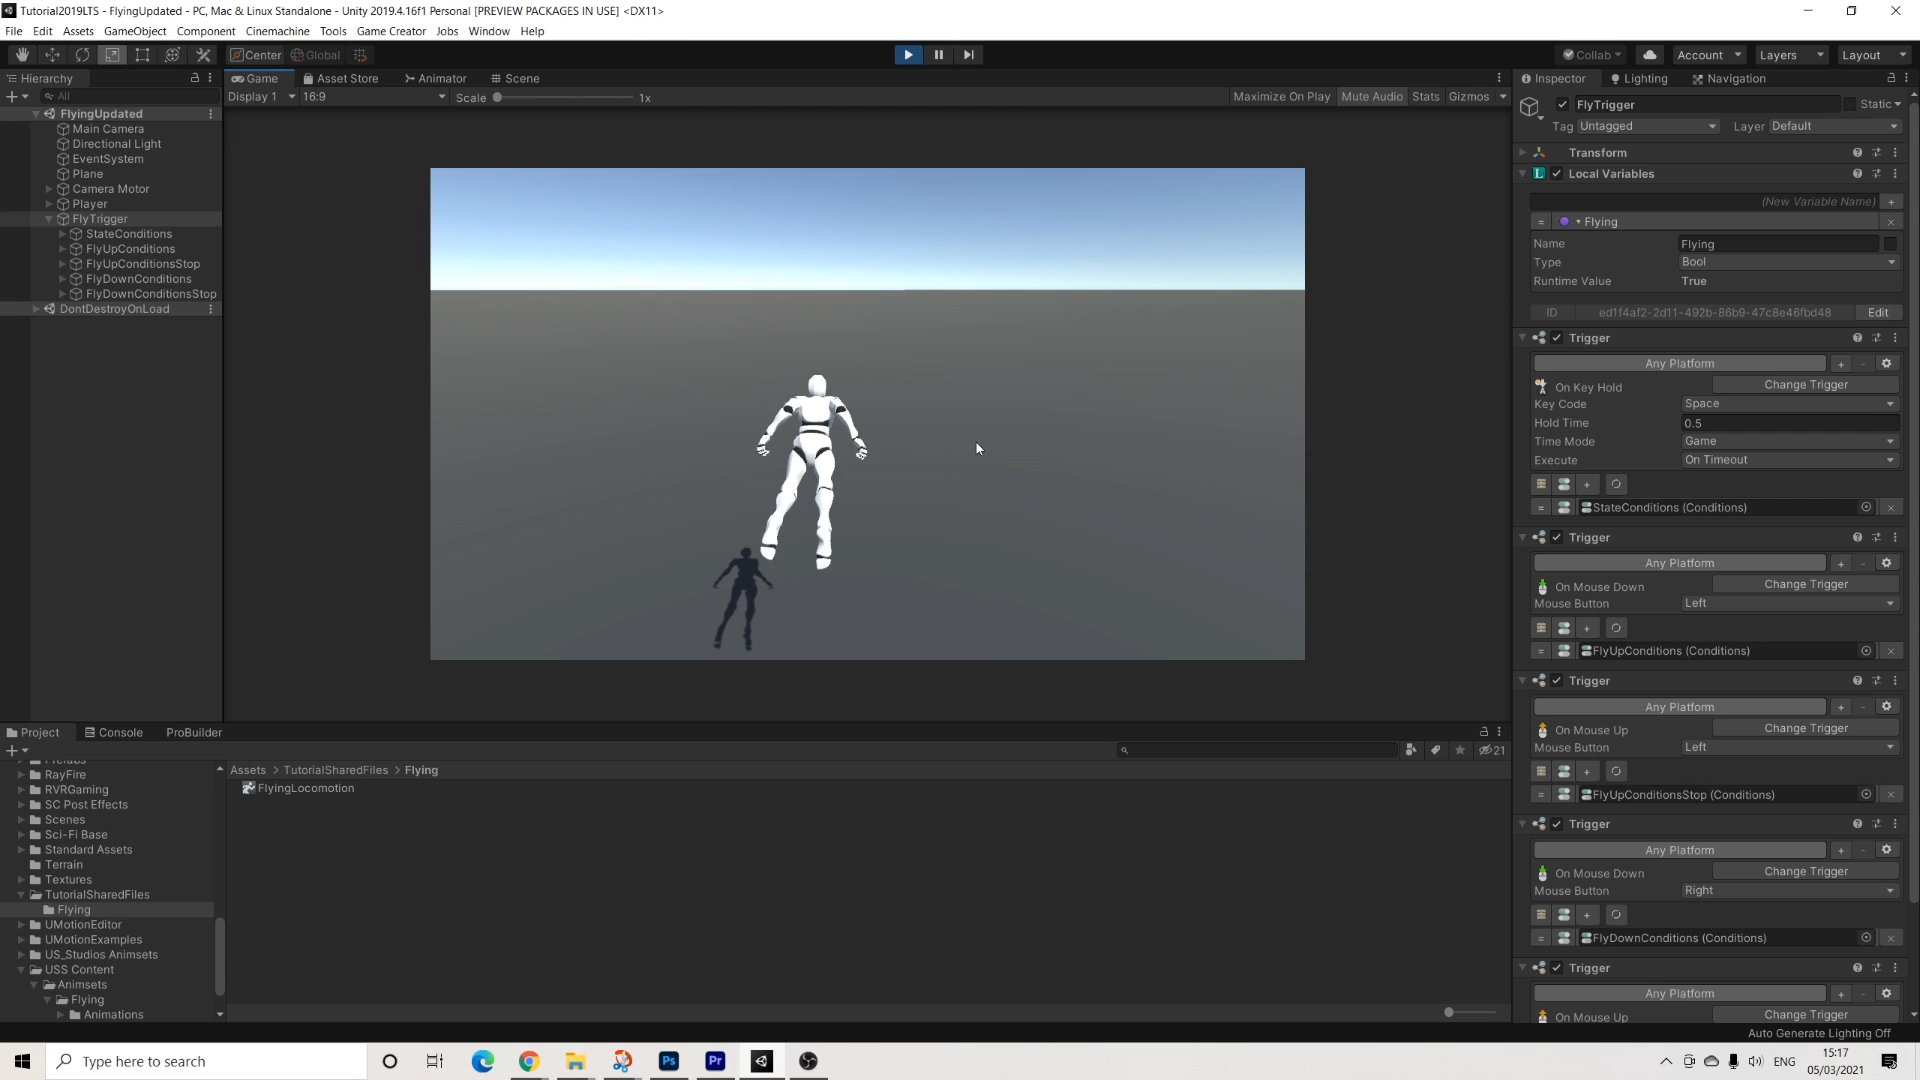 Tutorial2019LTS - FlyingUpdated - PC, Mac & Linux Standalone - Unity 2019.4.16f1 Personal [PREVIEW PACKAGES IN USE] <DX11>
File Edit Assets GameObject Component Cinemachine Tools Game Creator Jobs Window Help
Center Global Collab Account Layers Layout
Hierarchy Game Asset Store Animator Scene Inspector Lighting Navigation
All Display 1 16:9 Scale 1x Maximize On Play Mute Audio Stats Gizmos
FlyTrigger Static
Tag Untagged Layer Default
FlyingUpdated
Main Camera
Directional Light
EventSystem
Plane
Camera Motor
Player
FlyTrigger
StateConditions
FlyUpConditions
FlyUpConditionsStop
FlyDownConditions
FlyDownConditionsStop
DontDestroyOnLoad
Transform
Local Variables
(New Variable Name)
Flying
Name Flying
Type Bool
Runtime Value True
ID ed1f4af2-2d11-492b-86b9-47c8e46fbd48 Edit
Trigger
Any Platform
On Key Hold Change Trigger
Key Code Space
Hold Time 0.5
Time Mode Game
Execute On Timeout
StateConditions (Conditions)
Trigger
Any Platform
On Mouse Down Change Trigger
Mouse Button Left
FlyUpConditions (Conditions)
Trigger
Any Platform
On Mouse Up Change Trigger
Mouse Button Left
FlyUpConditionsStop (Conditions)
Trigger
Any Platform
On Mouse Down Change Trigger
Mouse Button Right
FlyDownConditions (Conditions)
Trigger
Any Platform
On Mouse Up Change Trigger
Project Console ProBuilder
21
Prefabs
RayFire
RVRGaming
SC Post Effects
Scenes
Sci-Fi Base
Standard Assets
Terrain
Textures
TutorialSharedFiles
Flying
UMotionEditor
UMotionExamples
US_Studios Animsets
USS Content
Animsets
Flying
Animations
Assets > TutorialSharedFiles > Flying
FlyingLocomotion
Auto Generate Lighting Off
Type here to search
Ps Pr
ENG
15:17
05/03/2021